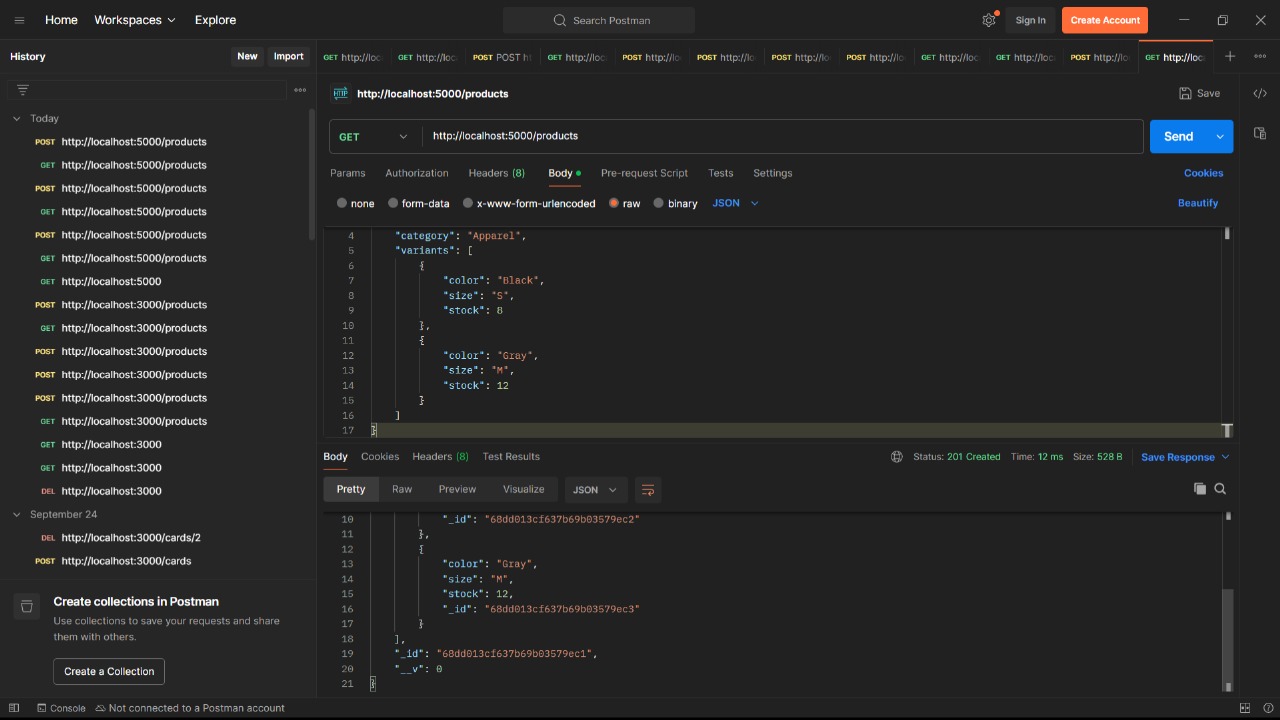 Home Workspaces Explore Search Postman Sign In Create Account
History New Import
GET http://loc GET http://loc POST POST h GET http://loc POST http://lo POST http://lo POST http://lo POST http://lo GET http://loc GET http://loc POST http://lo GET http://loc
Today
POST http://localhost:5000/products
GET http://localhost:5000/products
POST http://localhost:5000/products
GET http://localhost:5000/products
POST http://localhost:5000/products
GET http://localhost:5000/products
GET http://localhost:5000
POST http://localhost:3000/products
GET http://localhost:3000/products
POST http://localhost:3000/products
POST http://localhost:3000/products
POST http://localhost:3000/products
GET http://localhost:3000/products
GET http://localhost:3000
GET http://localhost:3000
DEL http://localhost:3000
September 24
DEL http://localhost:3000/cards/2
POST http://localhost:3000/cards
Create collections in Postman
Use collections to save your requests and share
them with others.
Create a Collection
HTTP http://localhost:5000/products Save
GET http://localhost:5000/products Send
Params Authorization Headers (8) Body Pre-request Script Tests Settings Cookies
none form-data x-www-form-urlencoded raw binary JSON Beautify
4 "category": "Apparel",
5 "variants": [
6 {
7 "color": "Black",
8 "size": "S",
9 "stock": 8
10 },
11 {
12 "color": "Gray",
13 "size": "M",
14 "stock": 12
15 }
16 ]
17 }
Body Cookies Headers (8) Test Results Status: 201 Created Time: 12 ms Size: 528 B Save Response
Pretty Raw Preview Visualize JSON
10 "_id": "68dd013cf637b69b03579ec2"
11 },
12 {
13 "color": "Gray",
14 "size": "M",
15 "stock": 12,
16 "_id": "68dd013cf637b69b03579ec3"
17 }
18 ],
19 "_id": "68dd013cf637b69b03579ec1",
20 "__v": 0
21 }
Console Not connected to a Postman account